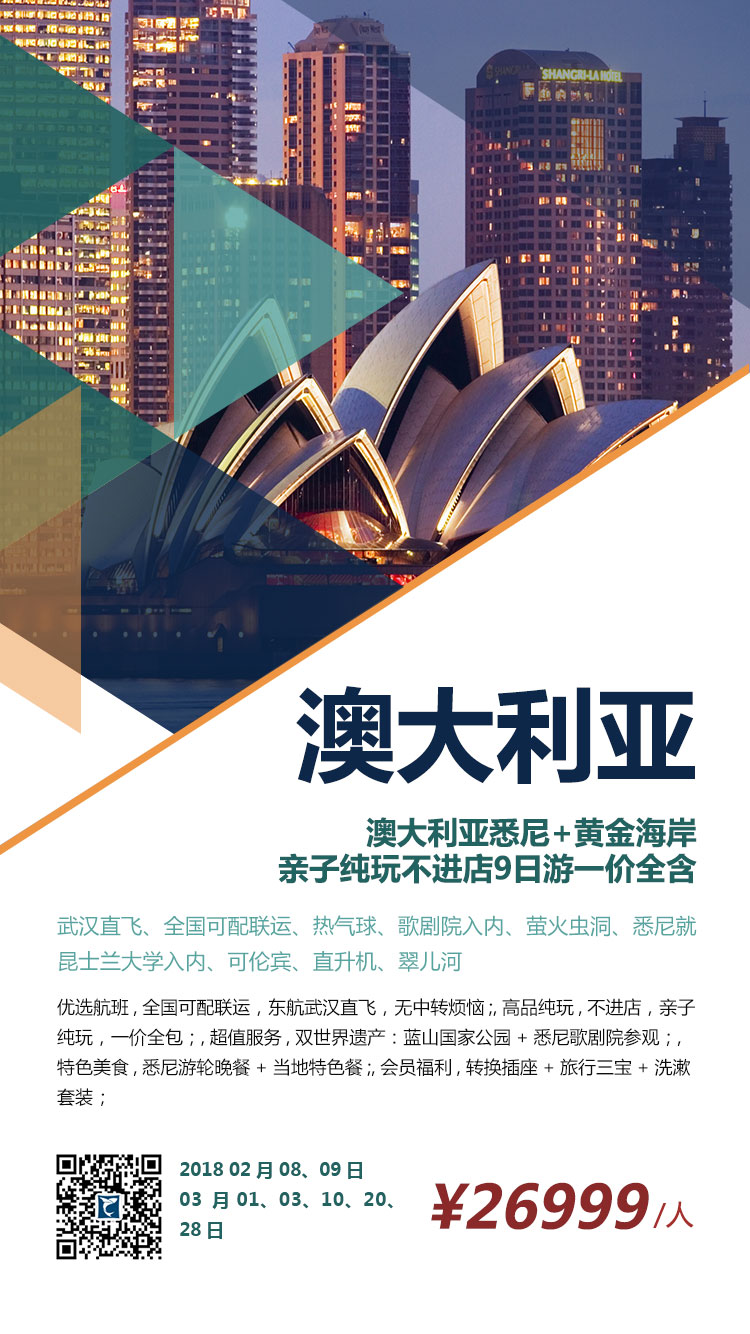 SHANGRI-LA HOTEL
澳大利亚
澳大利亚悉尼+黄金海岸
亲子纯玩不进店9日游一价全含
武汉直飞、全国可配联运、热气球、歌剧院入内、萤火虫洞、悉尼就
昆士兰大学入内、可伦宾、直升机、翠儿河
优选航班,全国可配联运,东航武汉直飞,无中转烦恼;,高品纯玩,不进店,亲子
纯玩,一价全包;,超值服务,双世界遗产:蓝山国家公园 + 悉尼歌剧院参观;,
特色美食,悉尼游轮晚餐 + 当地特色餐;,会员福利,转换插座 + 旅行三宝 + 洗漱
套装;
2018 02 月 08、09 日
03 月 01、03、10、20、
28 日
¥26999/人